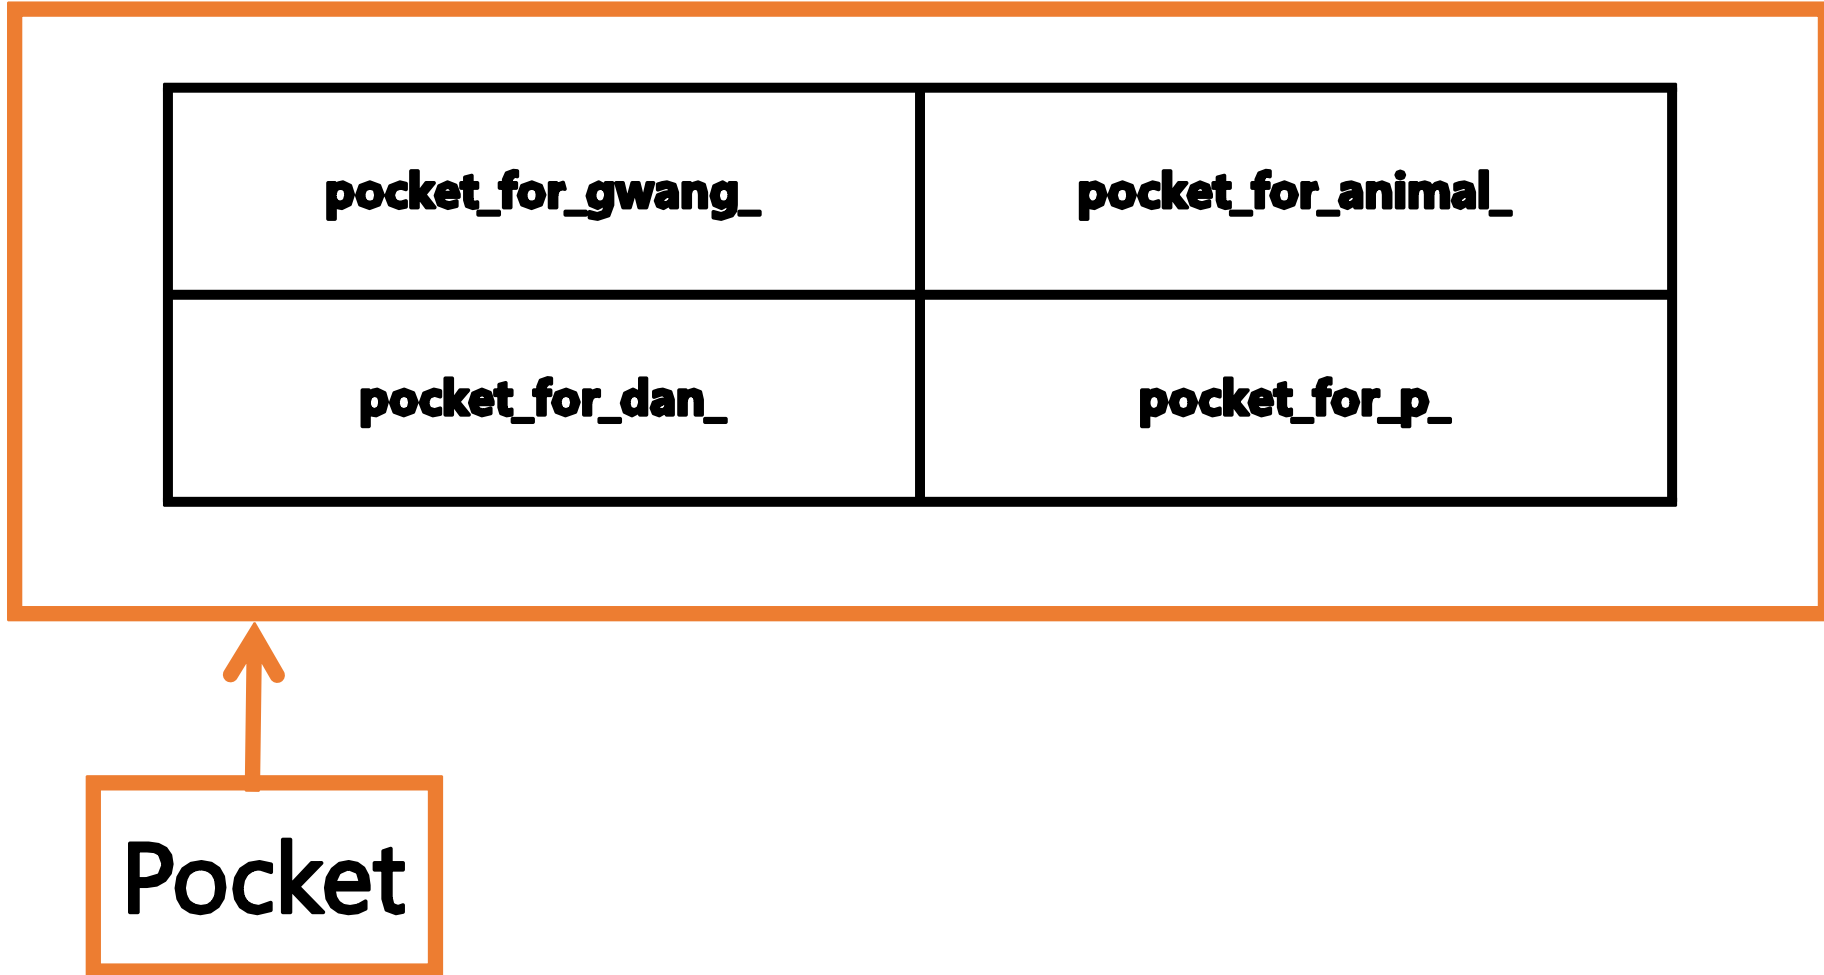 pocket_for_gwang_
pocket_for_animal_
pocket_for_dan_
pocket_for_p_
Pocket